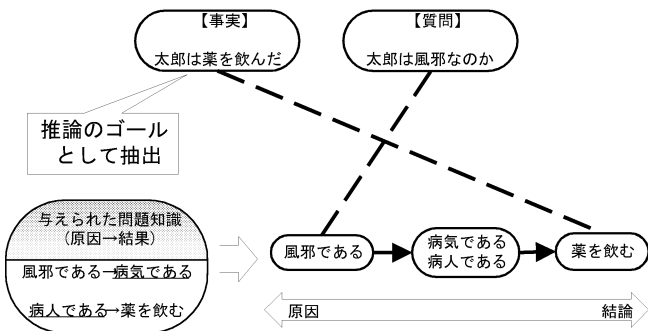 【事実】
太郎は薬を飲んだ
【質問】
太郎は風邪なのか
推論のゴール
として抽出
与えられた問題知識
(原因→結果)
風邪である→病気である
病人である→薬を飲む
風邪である
病気である
病人である
薬を飲む
原因
結論